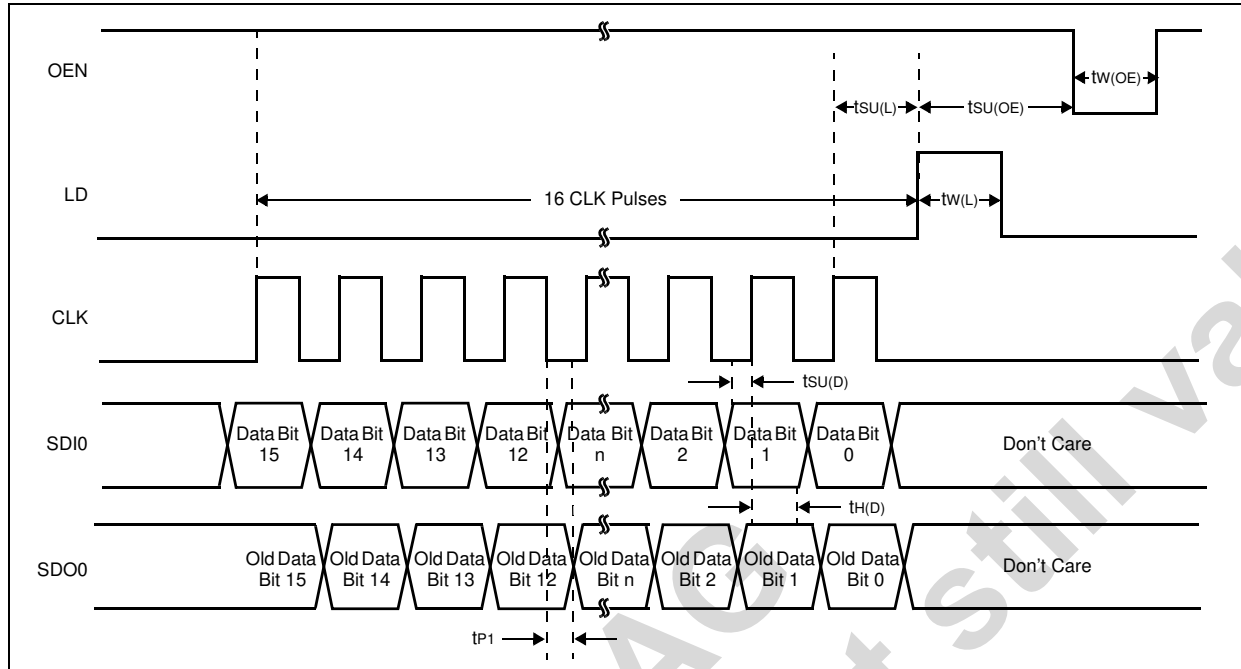 OEN
tW(OE)
tSU(L)
tSU(OE)
LD
16 CLK Pulses
tW(L)
CLK
tSU(D)
SDI0
Data Bit
15
Data Bit
14
Data Bit
13
Data Bit
12
Data Bit
n
Data Bit
2
Data Bit
1
Data Bit
0
Don't Care
tH(D)
SDO0
Old Data
Bit 15
Old Data
Bit 14
Old Data
Bit 13
Old Data
Bit 12
Old Data
Bit n
Old Data
Bit 2
Old Data
Bit 1
Old Data
Bit 0
Don't Care
tP1
AG
still va